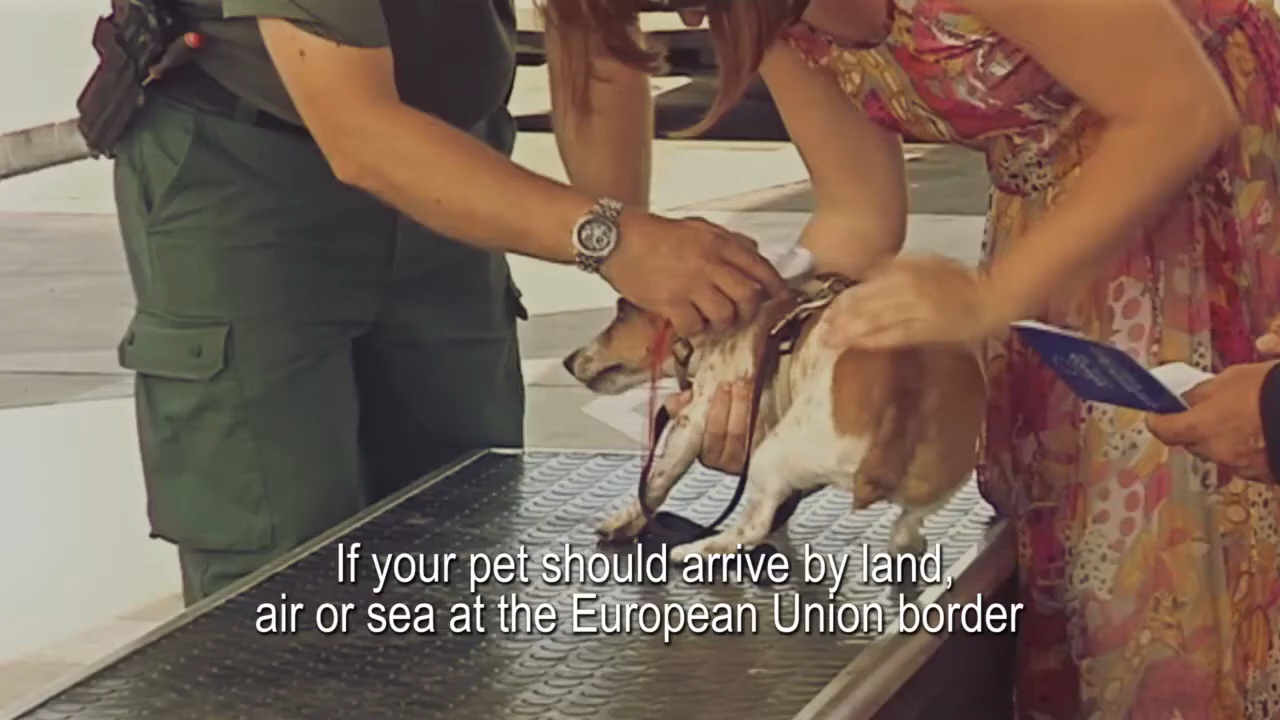 If your pet should arrive by land,
air or sea at the European Union border